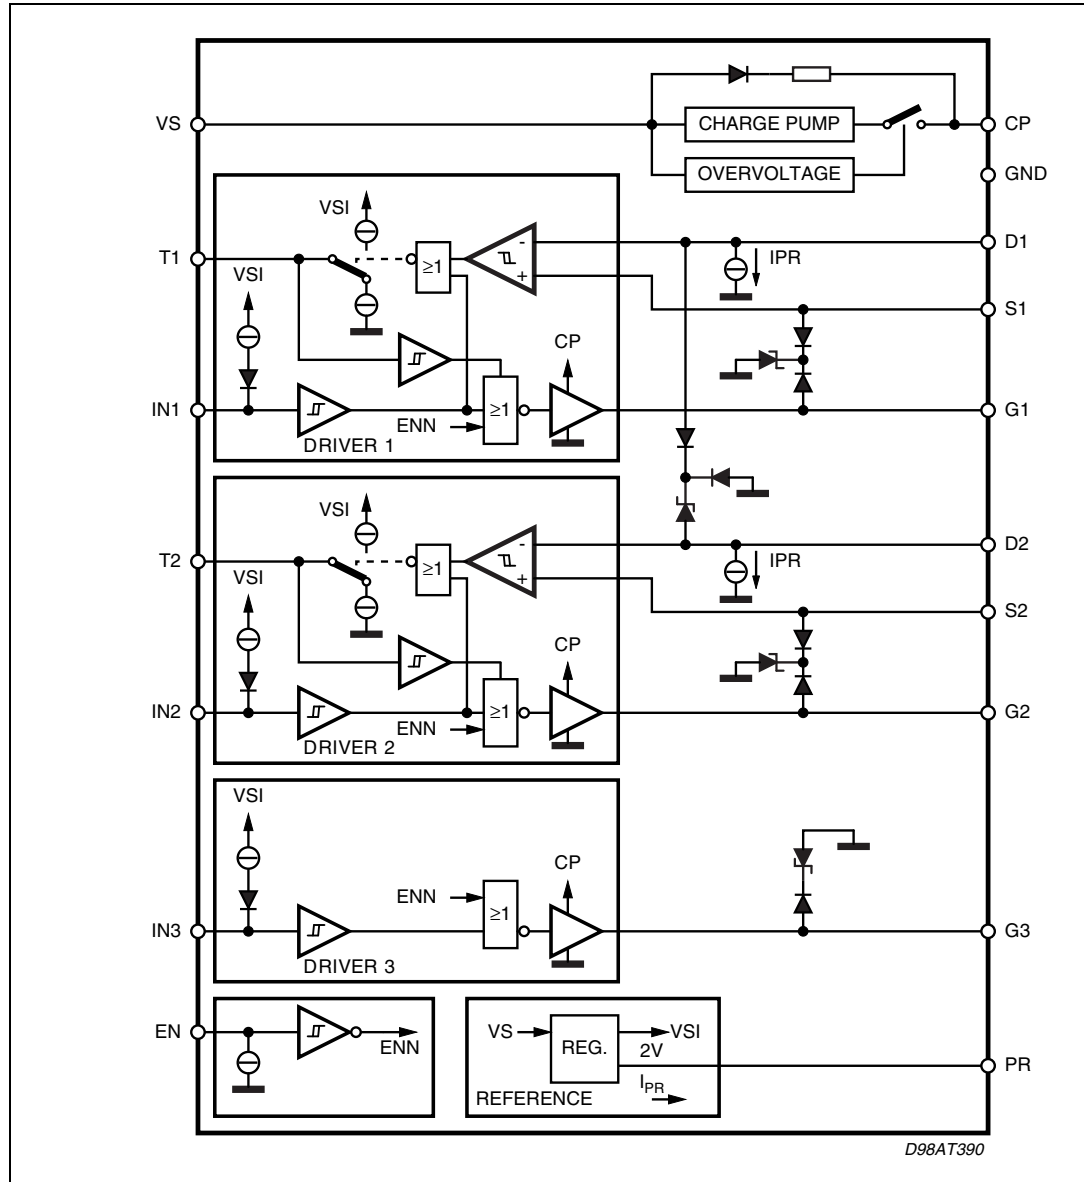 VS
CHARGE PUMP
CP
OVERVOLTAGE
GND
VSI
D1
T1
≥1
-
+
IPR
VSI
S1
CP
IN1
≥1
ENN
G1
DRIVER 1
VSI
D2
T2
≥1
-
+
IPR
VSI
S2
CP
IN2
≥1
ENN
G2
DRIVER 2
VSI
CP
ENN
≥1
IN3
G3
DRIVER 3
EN
ENN
VS
REG.
VSI
2V
PR
IPR
REFERENCE
D98AT390